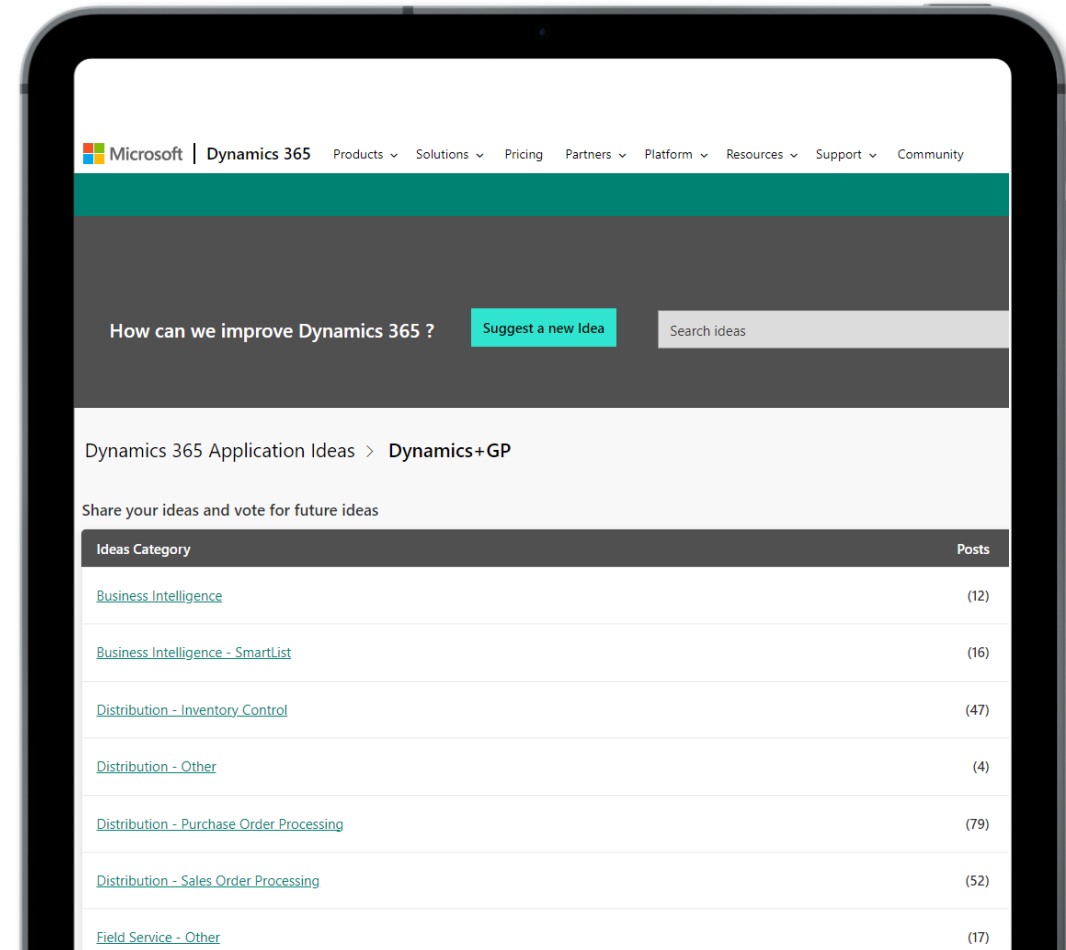 Microsoft | Dynamics 365 Products Solutions Pricing Partners Platform Resources Support Community
How can we improve Dynamics 365 ? Suggest a new Idea Search ideas
Dynamics 365 Application Ideas > Dynamics+GP
Share your ideas and vote for future ideas
Ideas Category Posts
Business Intelligence (12)
Business Intelligence - SmartList (16)
Distribution - Inventory Control (47)
Distribution - Other (4)
Distribution - Purchase Order Processing (79)
Distribution - Sales Order Processing (52)
Field Service - Other (17)